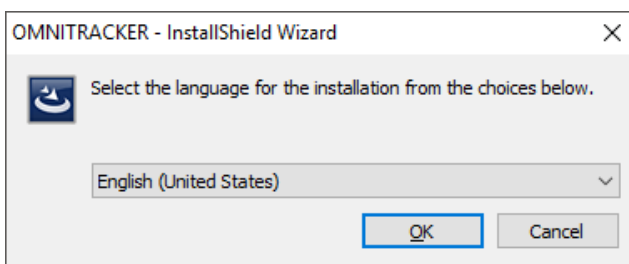 OMNITRACKER - InstallShield Wizard
Select the language for the installation from the choices below.
English (United States)
OK
Cancel